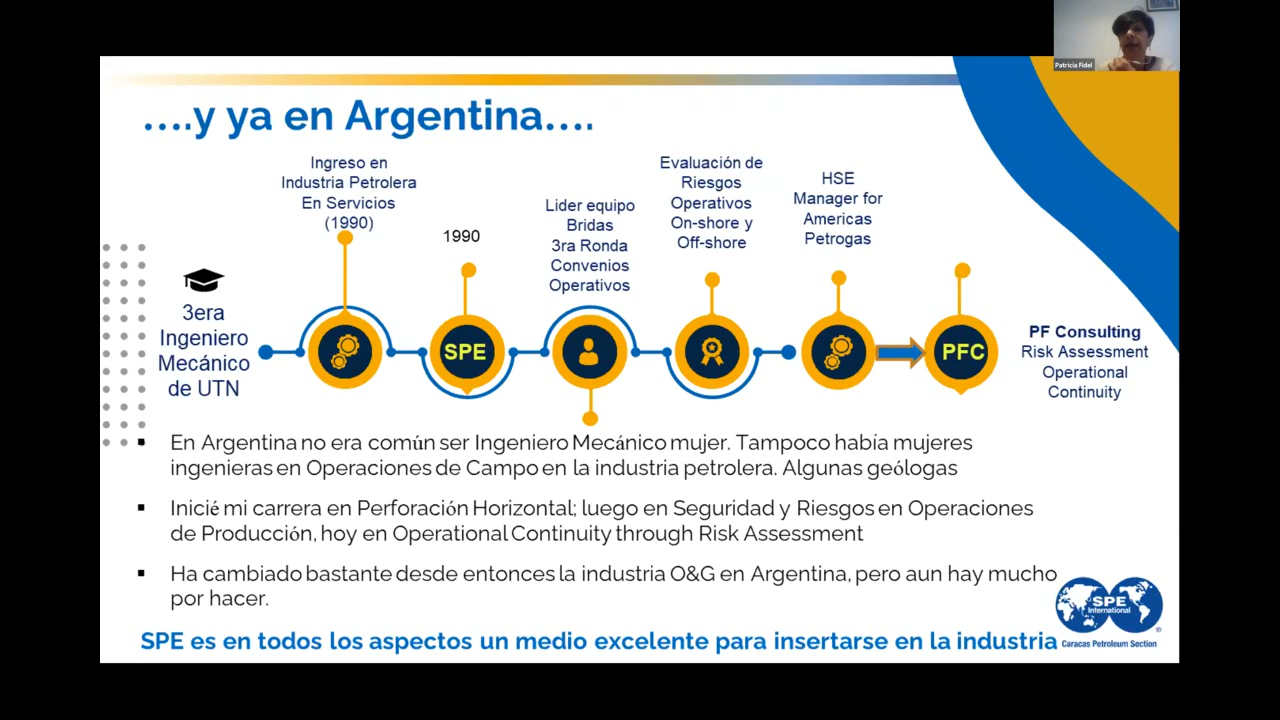 Patricia Fidel
....y ya en Argentina....
Ingreso en
Industria Petrolera
En Servicios
(1990)
1990
Lider equipo
Bridas
3ra Ronda
Convenios
Operativos
Evaluación de
Riesgos
Operativos
On-shore y
Off-shore
HSE
Manager for
Americas
Petrogas
3era
Ingeniero
Mecánico
de UTN
SPE
PFC
PF Consulting
Risk Assessment
Operational
Continuity
▪ En Argentina no era común ser Ingeniero Mecánico mujer. Tampoco había mujeres
ingenieras en Operaciones de Campo en la industria petrolera. Algunas geólogas
▪ Inicié mi carrera en Perforación Horizontal; luego en Seguridad y Riesgos en Operaciones
de Producción, hoy en Operational Continuity through Risk Assessment
▪ Ha cambiado bastante desde entonces la industria O&G en Argentina, pero aun hay mucho
por hacer.
SPE es en todos los aspectos un medio excelente para insertarse en la industria
SPE
International
®
Caracas Petroleum Section